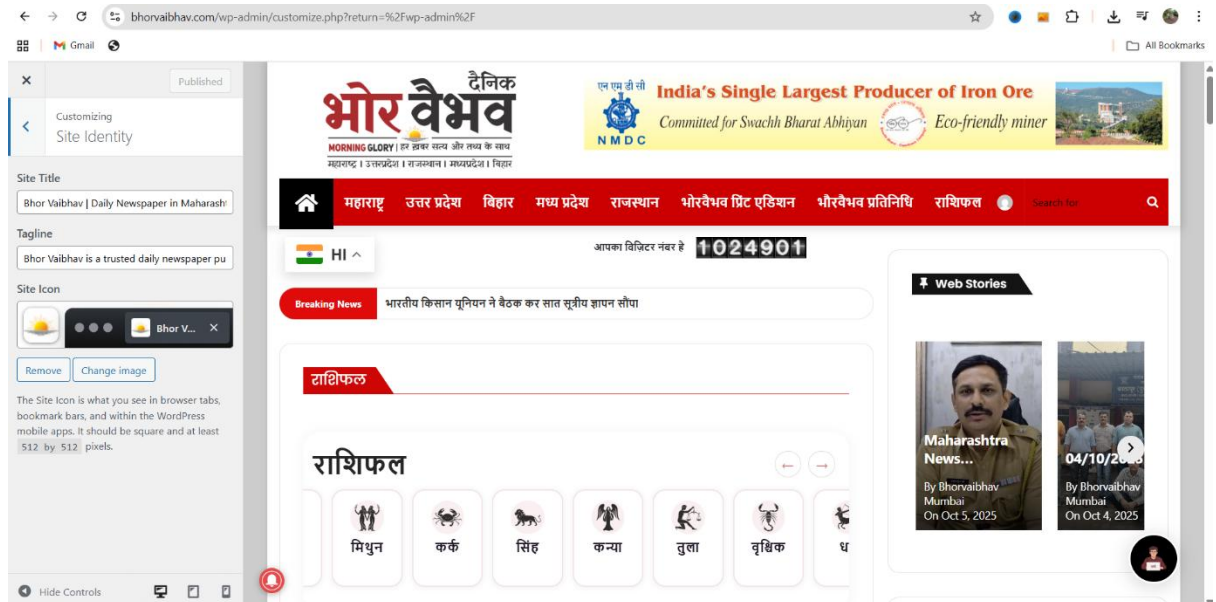 bhorvaibhav.com/wp-admin/customize.php?return=%2Fwp-admin%2F
Gmail
All Bookmarks
Published
Customizing
Site Identity
Site Title
Bhor Vaibhav | Daily Newspaper in Maharasht
Tagline
Bhor Vaibhav is a trusted daily newspaper pu
Site Icon
Bhor V...
Remove
Change image
The Site Icon is what you see in browser tabs,
bookmark bars, and within the WordPress
mobile apps. It should be square and at least
512 by 512 pixels.
Hide Controls
दैनिक
भोर वैभव
MORNING GLORY | हर ख़बर सत्य और तथ्य के साथ
महाराष्ट्र । उत्तरप्रदेश । राजस्थान । मध्यप्रदेश । बिहार
एन एम डी सी
NMDC
India's Single Largest Producer of Iron Ore
Committed for Swachh Bharat Abhiyan
Eco-friendly miner
महाराष्ट्र उत्तर प्रदेश बिहार मध्य प्रदेश राजस्थान भोरवैभव प्रिंट एडिशन भौरवैभव प्रतिनिधि राशिफल Search for
HI
आपका विज़िटर नंबर हे 1024901
Breaking News भारतीय किसान यूनियन ने बैठक कर सात सूत्रीय ज्ञापन सौंपा
राशिफल
राशिफल
मिथुन कर्क सिंह कन्या तुला वृश्चिक ध
Web Stories
Maharashtra
News...
By Bhorvaibhav
Mumbai
On Oct 5, 2025
04/10/2
By Bhorvaibhav
Mumbai
On Oct 4, 2025